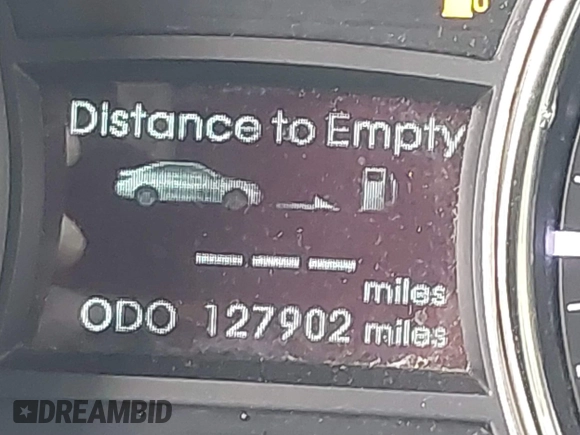 Distance to Empty
--- miles
ODO 127902 miles
DREAMBID